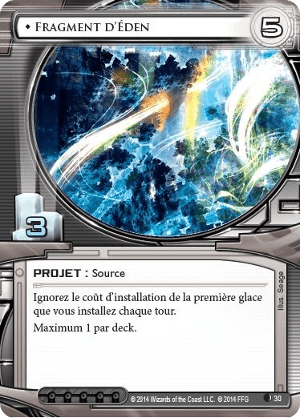 ⬥ Fragment d'Éden
5
3
PROJET : Source
Ignorez le coût d'installation de la première glace
que vous installez chaque tour.
Maximum 1 par deck.
Illus. Seage
© 2014 Wizards of the Coast LLC. © 2014 FFG
30